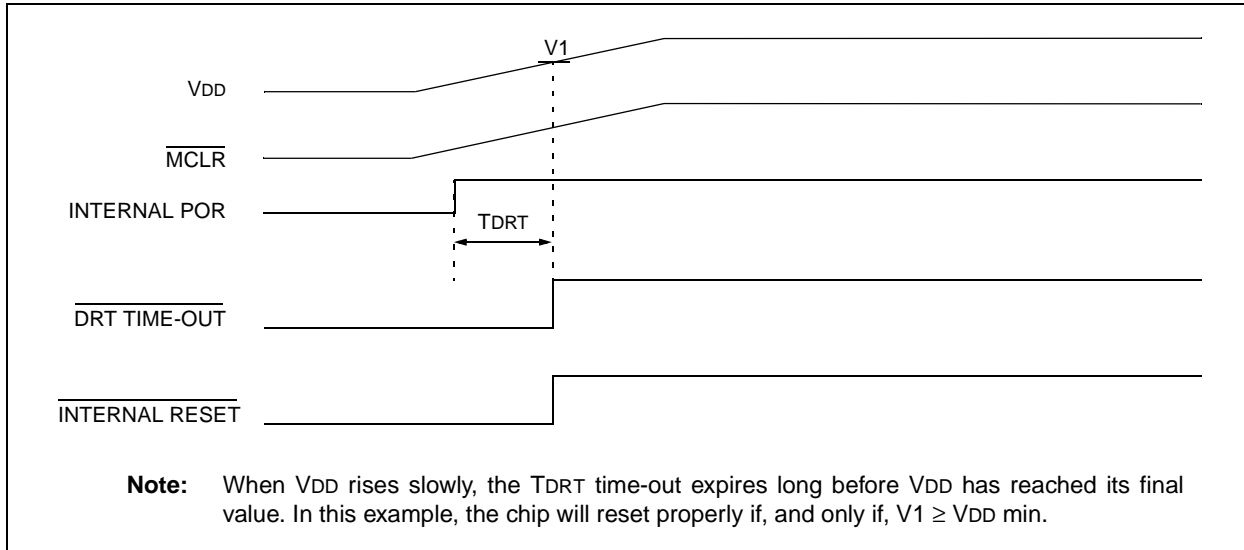 V1
VDD
MCLR
INTERNAL POR
TDRT
DRT TIME-OUT
INTERNAL RESET
Note: When VDD rises slowly, the TDRT time-out expires long before VDD has reached its final
value. In this example, the chip will reset properly if, and only if, V1 ≥ VDD min.